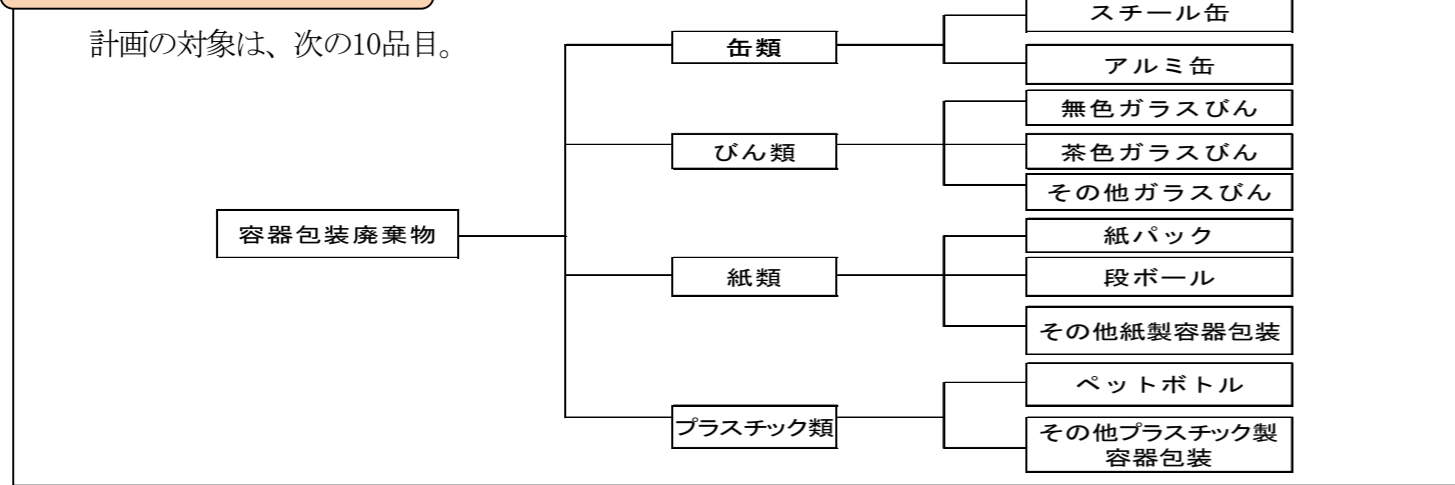 計画の対象は、次の10品目。
容器包装廃棄物
缶類
スチール缶
アルミ缶
びん類
無色ガラスびん
茶色ガラスびん
その他ガラスびん
紙類
紙パック
段ボール
その他紙製容器包装
プラスチック類
ペットボトル
その他プラスチック製
容器包装